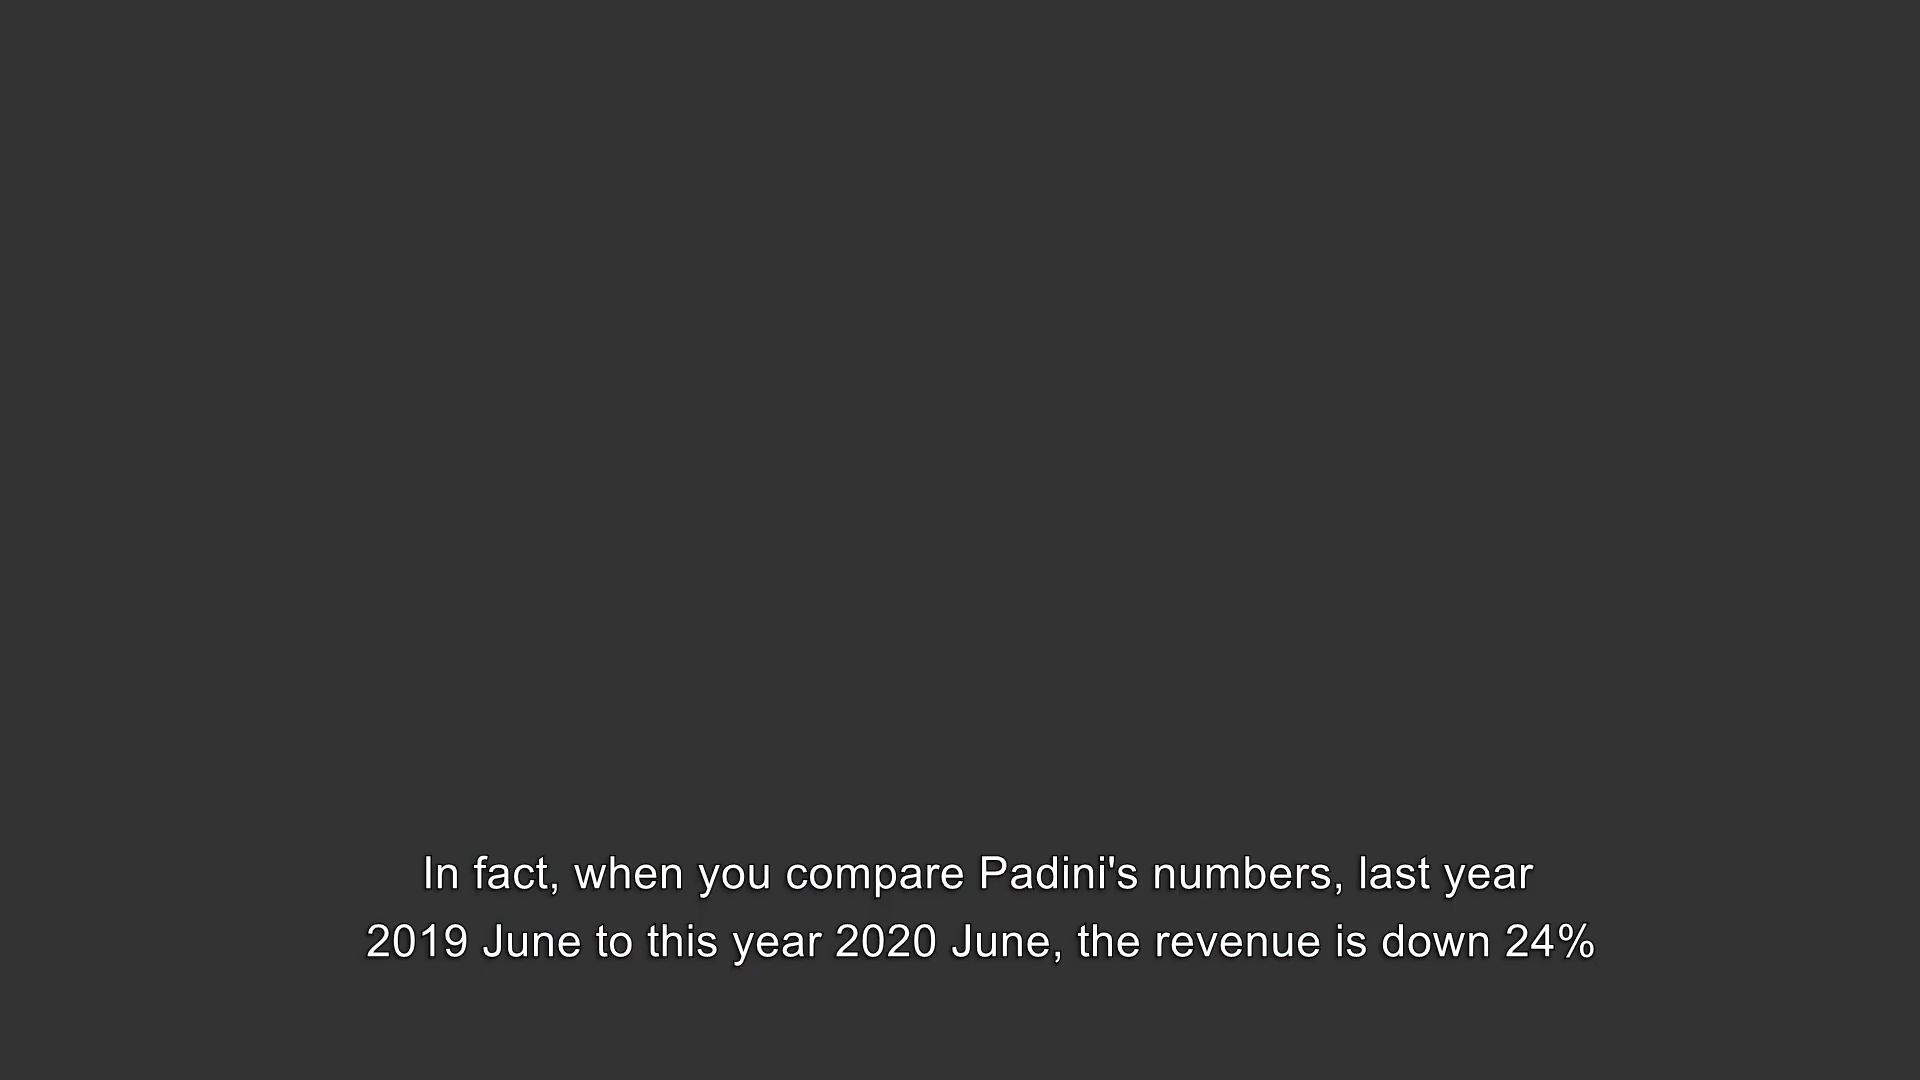 In fact, when you compare Padini's numbers, last year
2019 June to this year 2020 June, the revenue is down 24%